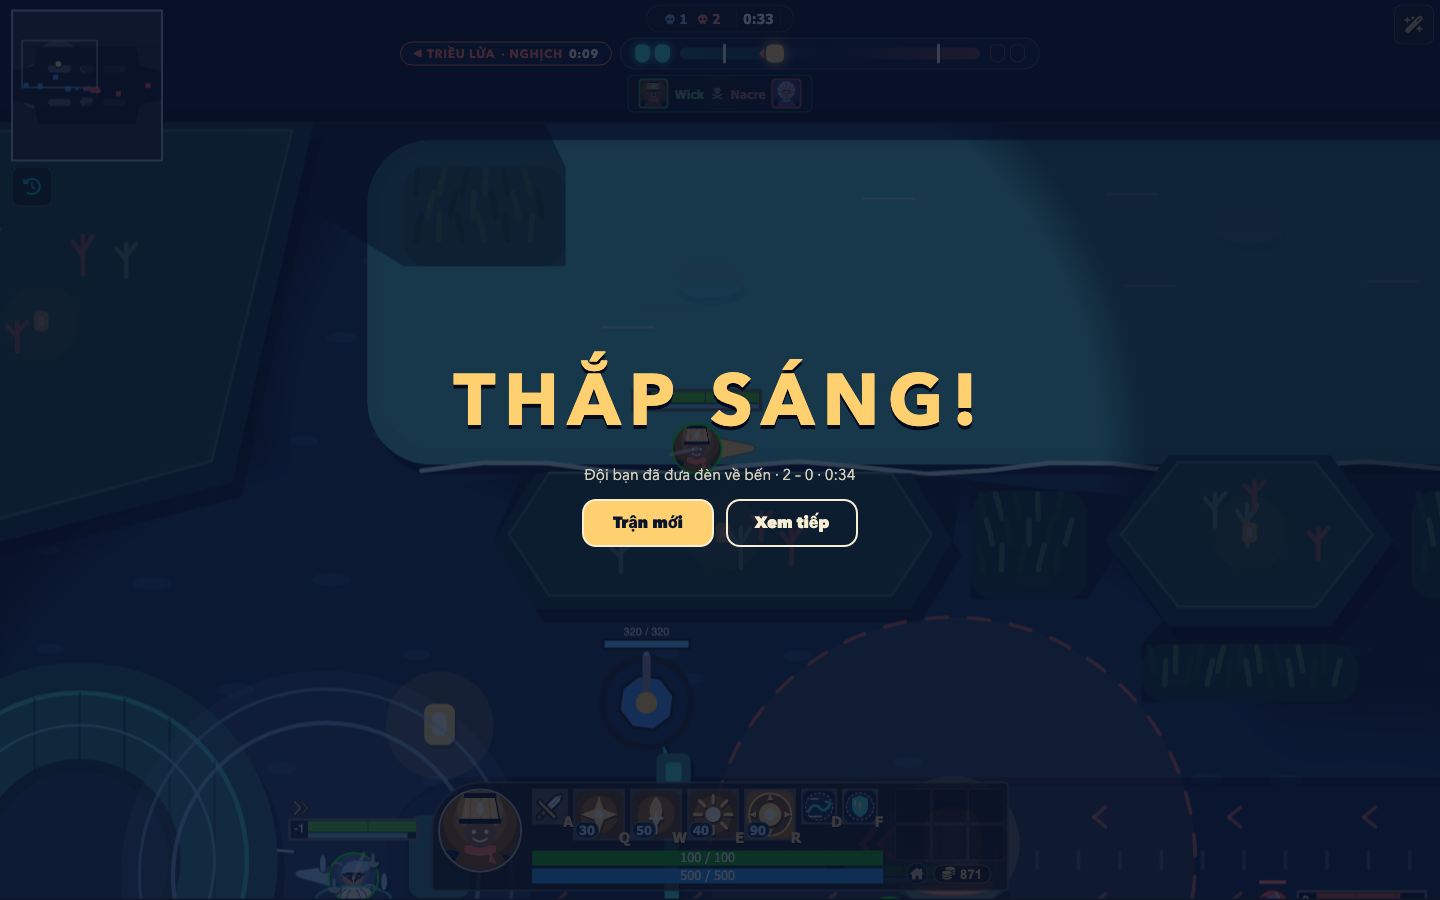 1 2 0:33
TRIỀU LỬA · NGHỊCH 0:09
Wick Nacre
THẮP SÁNG!
Đội bạn đã đưa đèn về bến · 2 - 0 · 0:34
Trận mới Xem tiếp
320 / 320
-1
A 30 Q 50 W 40 E 90 R D F
100 / 100
500 / 500
871